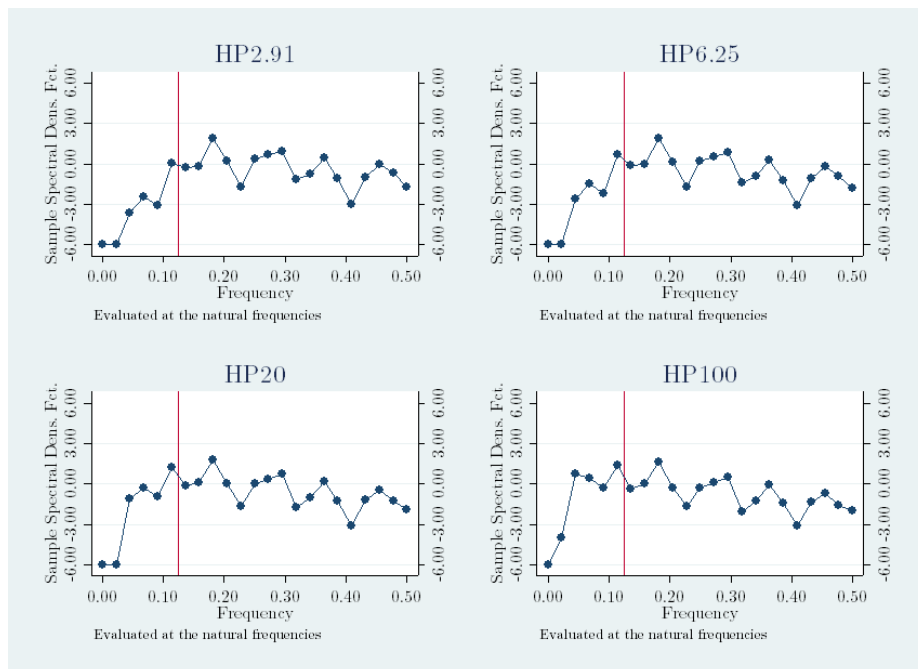 HP2.91
Sample Spectral Dens. Fct.
6.00
3.00
0.00
-3.00
-6.00
6.00
3.00
0.00
-3.00
-6.00
0.00 0.10 0.20 0.30 0.40 0.50
Frequency
Evaluated at the natural frequencies
HP6.25
Sample Spectral Dens. Fct.
6.00
3.00
0.00
-3.00
-6.00
6.00
3.00
0.00
-3.00
-6.00
0.00 0.10 0.20 0.30 0.40 0.50
Frequency
Evaluated at the natural frequencies
HP20
Sample Spectral Dens. Fct.
6.00
3.00
0.00
-3.00
-6.00
6.00
3.00
0.00
-3.00
-6.00
0.00 0.10 0.20 0.30 0.40 0.50
Frequency
Evaluated at the natural frequencies
HP100
Sample Spectral Dens. Fct.
6.00
3.00
0.00
-3.00
-6.00
6.00
3.00
0.00
-3.00
-6.00
0.00 0.10 0.20 0.30 0.40 0.50
Frequency
Evaluated at the natural frequencies